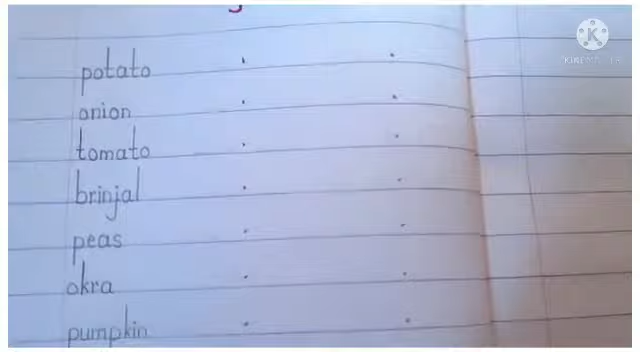 potato
onion
tomato
brinjal
peas
okra
pumpkin